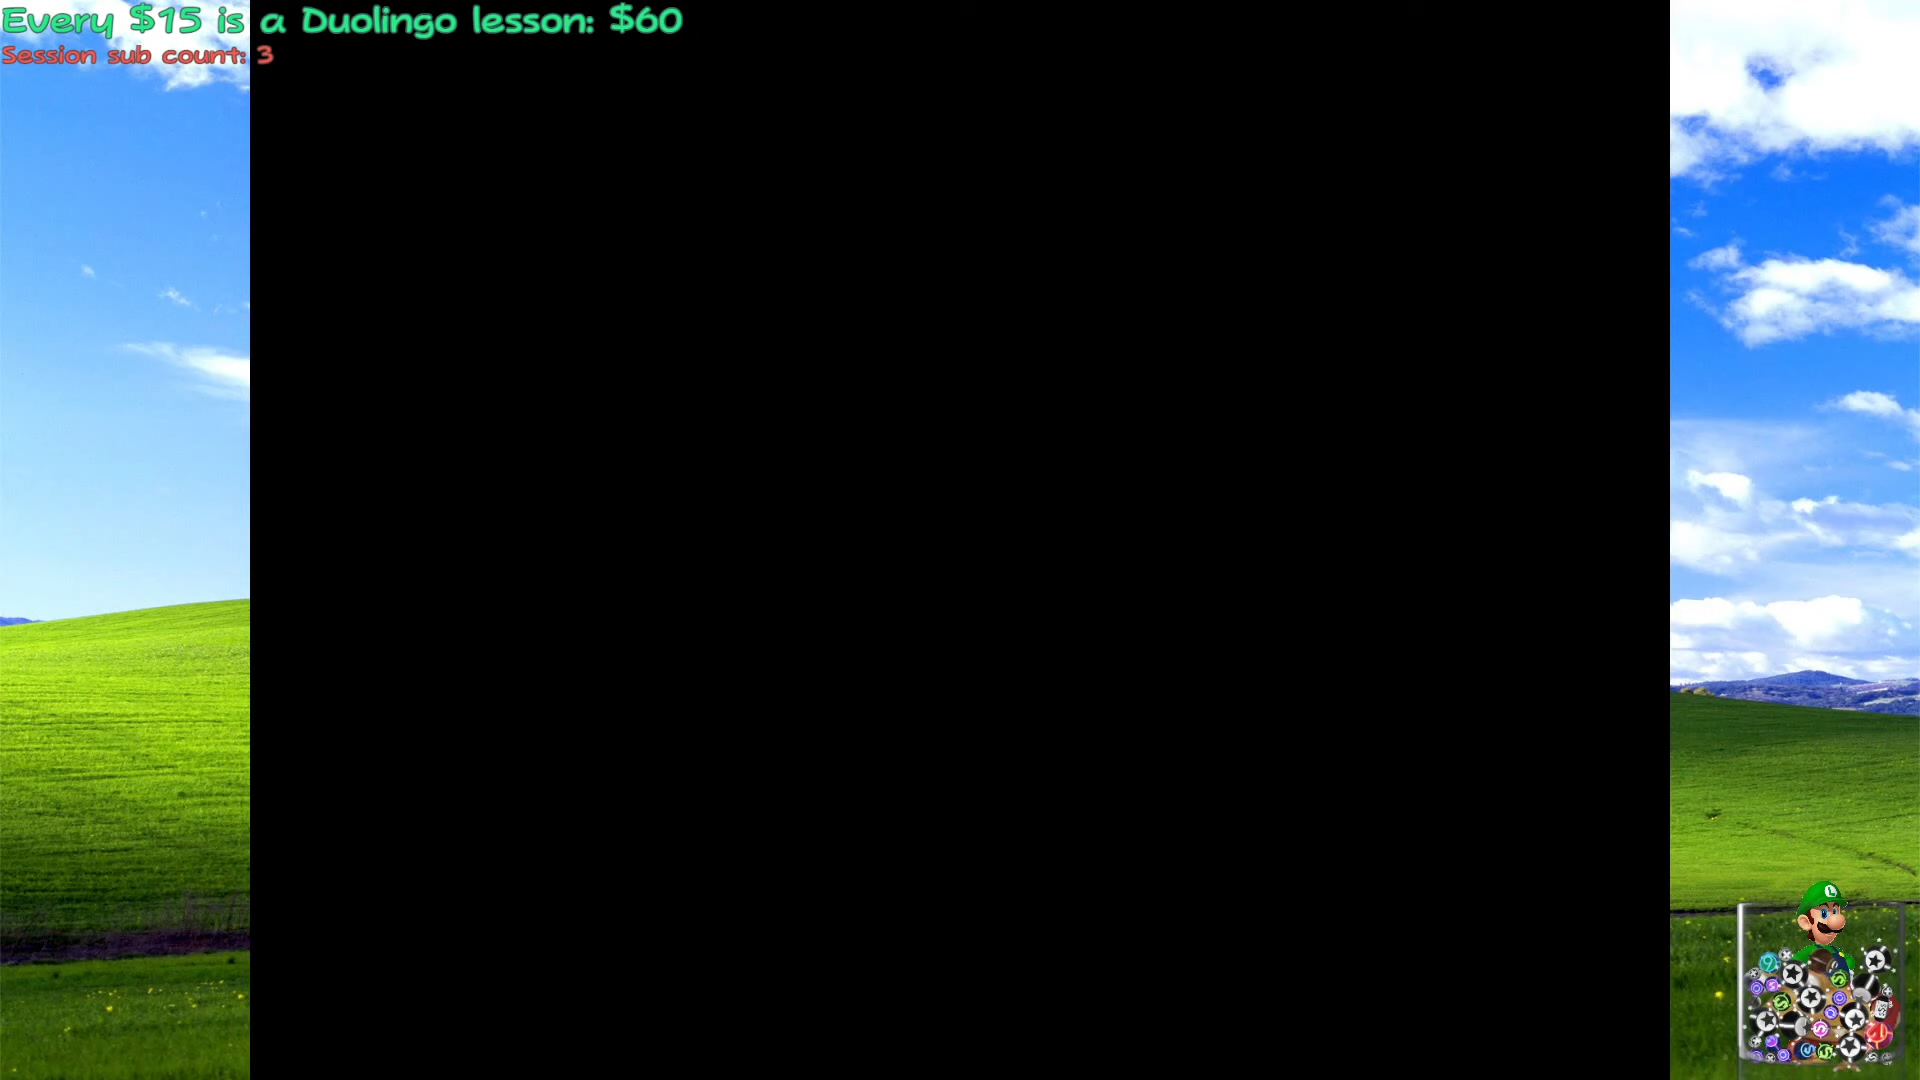 Every $15 is a Duolingo lesson: $60
Session sub count: 3